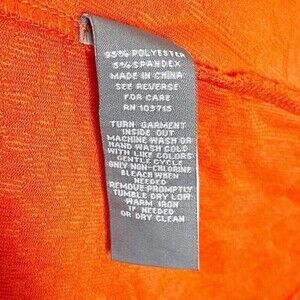 95% POLYESTER
5% SPANDEX
MADE IN CHINA
SEE REVERSE
FOR CARE
RN 103715
TURN GARMENT
INSIDE OUT
MACHINE WASH OR
HAND WASH COLD
WITH LIKE COLORS
GENTLE CYCLE
ONLY NON-CHLORINE
BLEACH WHEN
NEEDED
REMOVE PROMPTLY
TUMBLE DRY LOW
WARM IRON
IF NEEDED
OR DRY CLEAN